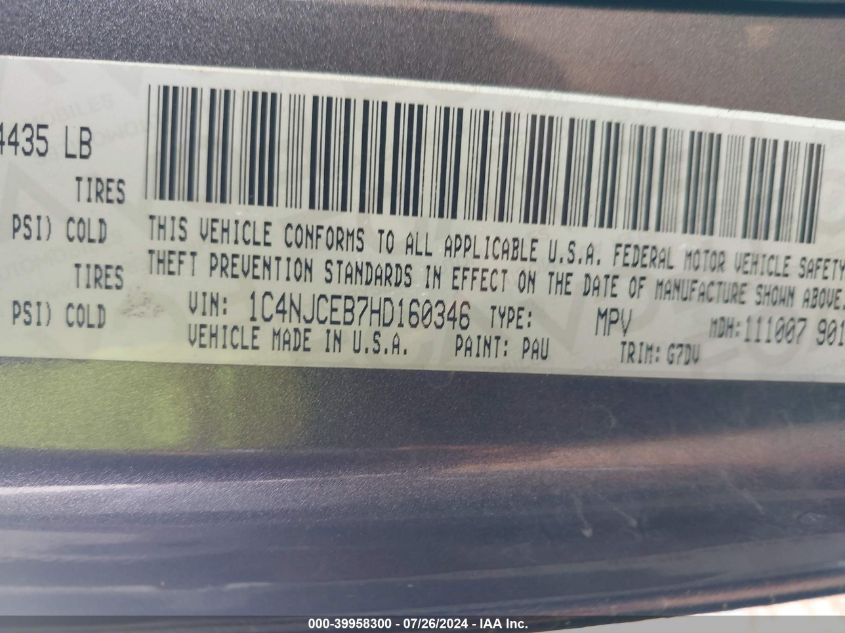 4435 LB
TIRES
PSI) COLD
TIRES
PSI) COLD
THIS VEHICLE CONFORMS TO ALL APPLICABLE U.S.A. FEDERAL MOTOR VEHICLE SAFETY
THEFT PREVENTION STANDARDS IN EFFECT ON THE DATE OF MANUFACTURE SHOWN ABOVE.
VIN: 1C4NJCEB7HD160346 TYPE: MPV MDH:111007 901
VEHICLE MADE IN U.S.A. PAINT: PAU TRIM: G7DV
000-39958300 - 07/26/2024 - IAA Inc.